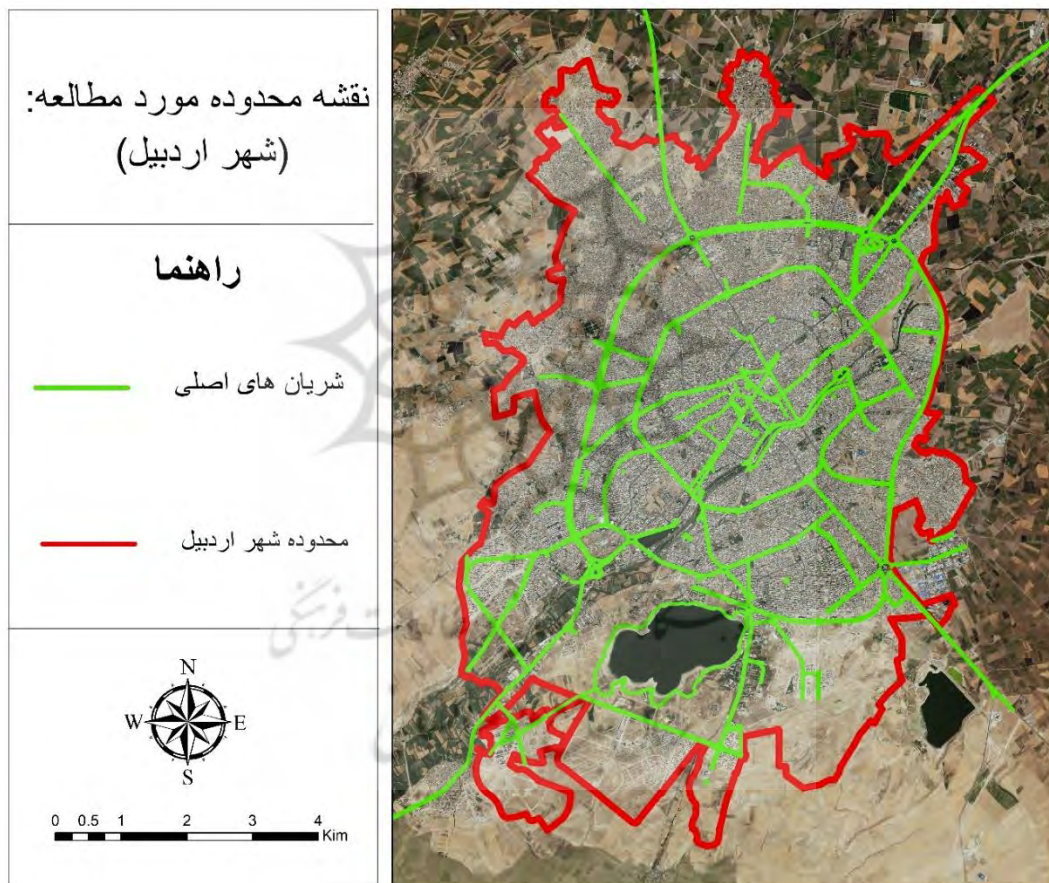 نقشه محدوده مورد مطالعه:
(شهر اردبیل)
راهنما
شریان های اصلی
محدوده شهر اردبیل
N
W E
S
0 0.5 1 2 3 4
Kim
فرهنگی